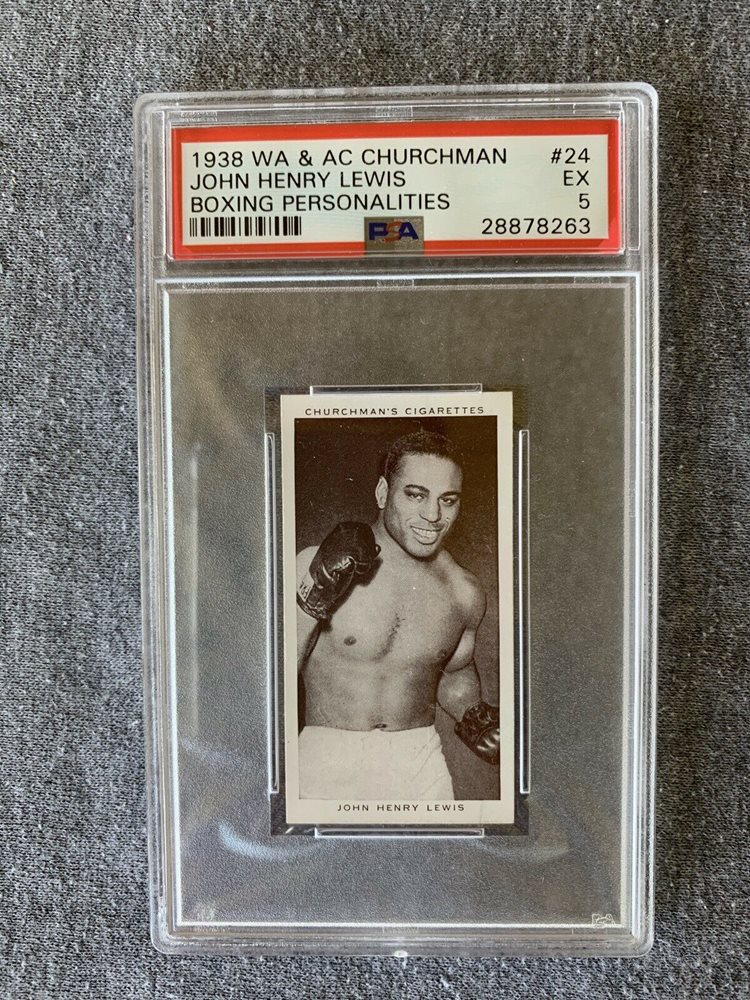 1938 WA & AC CHURCHMAN #24
JOHN HENRY LEWIS EX
BOXING PERSONALITIES 5
PSA 28878263
CHURCHMAN'S CIGARETTES
JOHN HENRY LEWIS